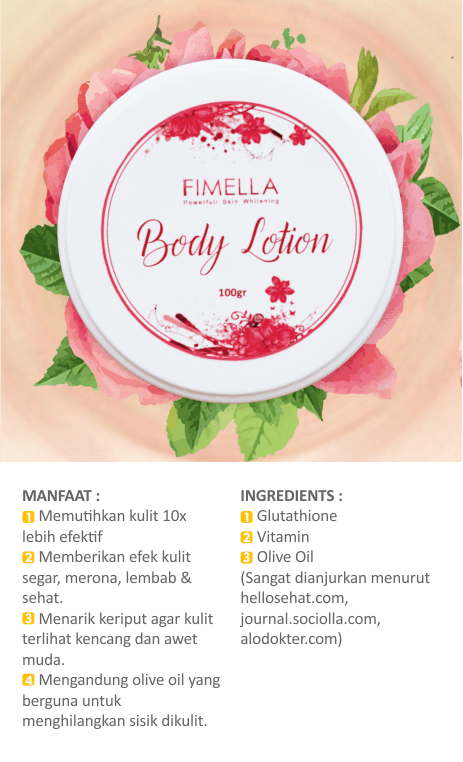 FIMELLA
Powerfull Skin Whitening
Body Lotion
100gr
MANFAAT :
1 Memutihkan kulit 10x
lebih efektif
2 Memberikan efek kulit
segar, merona, lembab &
sehat.
3 Menarik keriput agar kulit
terlihat kencang dan awet
muda.
4 Mengandung olive oil yang
berguna untuk
menghilangkan sisik dikulit.
INGREDIENTS :
1 Glutathione
2 Vitamin
3 Olive Oil
(Sangat dianjurkan menurut
hellosehat.com,
journal.sociolla.com,
alodokter.com)